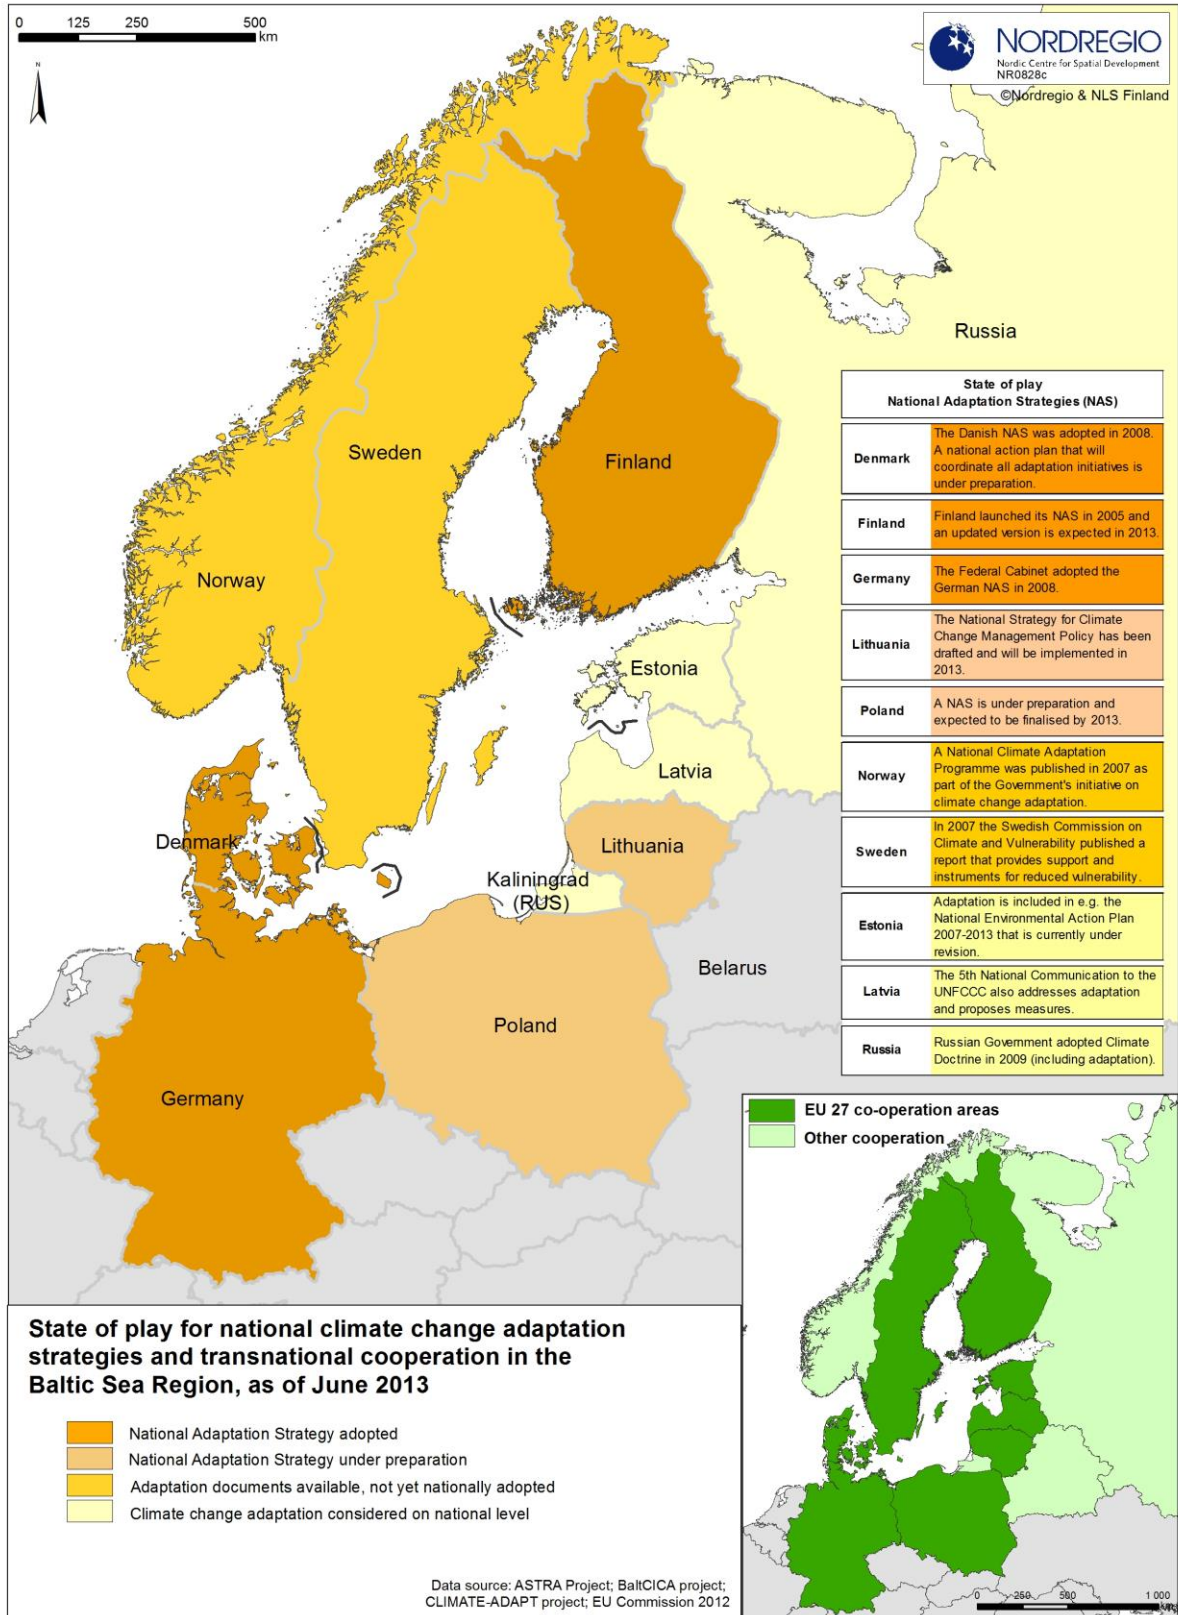 0 125 250 500
km
N
NORDREGIO
Nordic Centre for Spatial Development
NR0828c
©Nordregio & NLS Finland
Russia
Sweden
Finland
Norway
Estonia
Latvia
Denmark
Lithuania
Kaliningrad
(RUS)
Belarus
Poland
Germany
State of play
National Adaptation Strategies (NAS)
Denmark
The Danish NAS was adopted in 2008.
A national action plan that will
coordinate all adaptation initiatives is
under preparation.
Finland
Finland launched its NAS in 2005 and
an updated version is expected in 2013.
Germany
The Federal Cabinet adopted the
German NAS in 2008.
Lithuania
The National Strategy for Climate
Change Management Policy has been
drafted and will be implemented in
2013.
Poland
A NAS is under preparation and
expected to be finalised by 2013.
Norway
A National Climate Adaptation
Programme was published in 2007 as
part of the Government's initiative on
climate change adaptation.
Sweden
In 2007 the Swedish Commission on
Climate and Vulnerability published a
report that provides support and
instruments for reduced vulnerability.
Estonia
Adaptation is included in e.g. the
National Environmental Action Plan
2007-2013 that is currently under
revision.
Latvia
The 5th National Communication to the
UNFCCC also addresses adaptation
and proposes measures.
Russia
Russian Government adopted Climate
Doctrine in 2009 (including adaptation).
EU 27 co-operation areas
Other cooperation
0 250 500 1 000
State of play for national climate change adaptation
strategies and transnational cooperation in the
Baltic Sea Region, as of June 2013
National Adaptation Strategy adopted
National Adaptation Strategy under preparation
Adaptation documents available, not yet nationally adopted
Climate change adaptation considered on national level
Data source: ASTRA Project; BaltCICA project;
CLIMATE-ADAPT project; EU Commission 2012